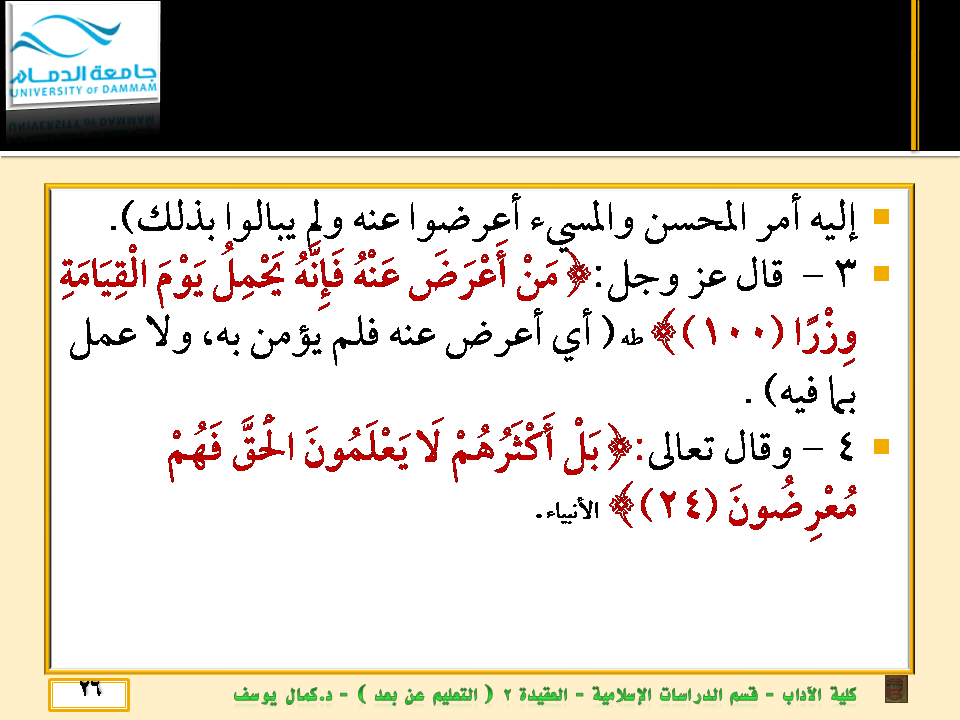 جامعة الدمام
UNIVERSITY OF DAMMAM
إليه أمر المحسن والمسيء أعرضوا عنه ولم يبالوا بذلك).
٣ – قال عز وجل:﴿ مَنْ أَعْرَضَ عَنْهُ فَإِنَّهُ يَحْمِلُ يَوْمَ الْقِيَامَةِ
وِزْرًا (١٠٠)﴾ طه( أي أعرض عنه فلم يؤمن به، ولا عمل
بما فيه) .
٤ – وقال تعالى:﴿ بَلْ أَكْثَرُهُمْ لَا يَعْلَمُونَ الْحَقَّ فَهُمْ
مُعْرِضُونَ (٢٤)﴾ الأنبياء.
كلية الآداب - قسم الدراسات الإسلامية - العقيدة ٢ ( التعليم عن بعد ) - د.كمال يوسف
٢٦